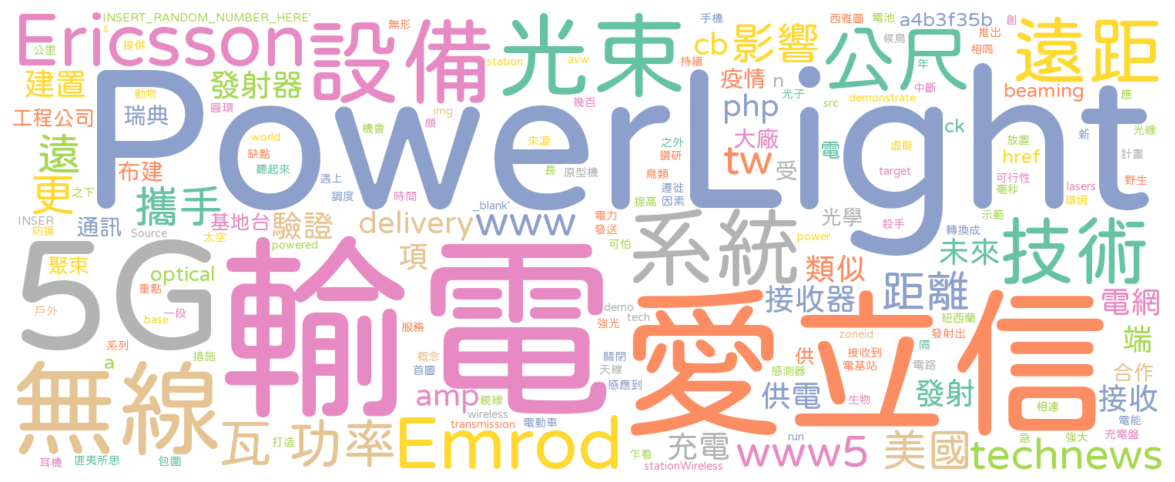 INSERT_RANDOM_NUMBER_HERE'
無形
手機
西雅圖
電池
創
Ericsson
設備
光束
cb
影響
a4b3f35b
公尺
遠距
s
公里
提供
station
avw
持續
候鳥
推出
相隔
年
建置
發射器
疫情
n
中斷
beaming
動物
圓環
img
幾百
光子
src
demonstrate
應
工程公司
瑞典
PowerLight
php
遠
world
機會
頗
來源
之外
大廠
ck
放置
新
光線
缺點
鑽研
tw
電
虛擬
href
計畫
布建
聽起來
遇上
長
原型機
鳥類
受
target
可行性
lasers
更
之下
調度
時間
_blank'
提高
遷徙
因素
毫秒
環境
野生
攜手
INSER
防護
通訊
Source
基地台
太空
驗證
delivery
www
電力
發送
光學
殺手
示範
轉換成
5G
聚束
optical
powered
項
可怕
系統
power
類似
未來
技術
重點
輸電
愛立信
接收器
距離
電網
戶外
base
一段
demo
tech
強光
zoneid
紐西蘭
發射出
端
系列
措施
a
服務
概念
首圖
關閉
天線
感應到
供
接收到
電基站
感測器
隔
電路
合作
無線
amp
視線
wireless
transmission
電動車
供電
生物
發射
相連
接收
電能
瓦
打造
功率
Emrod
充電
run
急
強大
充電盤
耳機
匪夷所思
包圍
乍看
stationWireless
www5
美國
technews